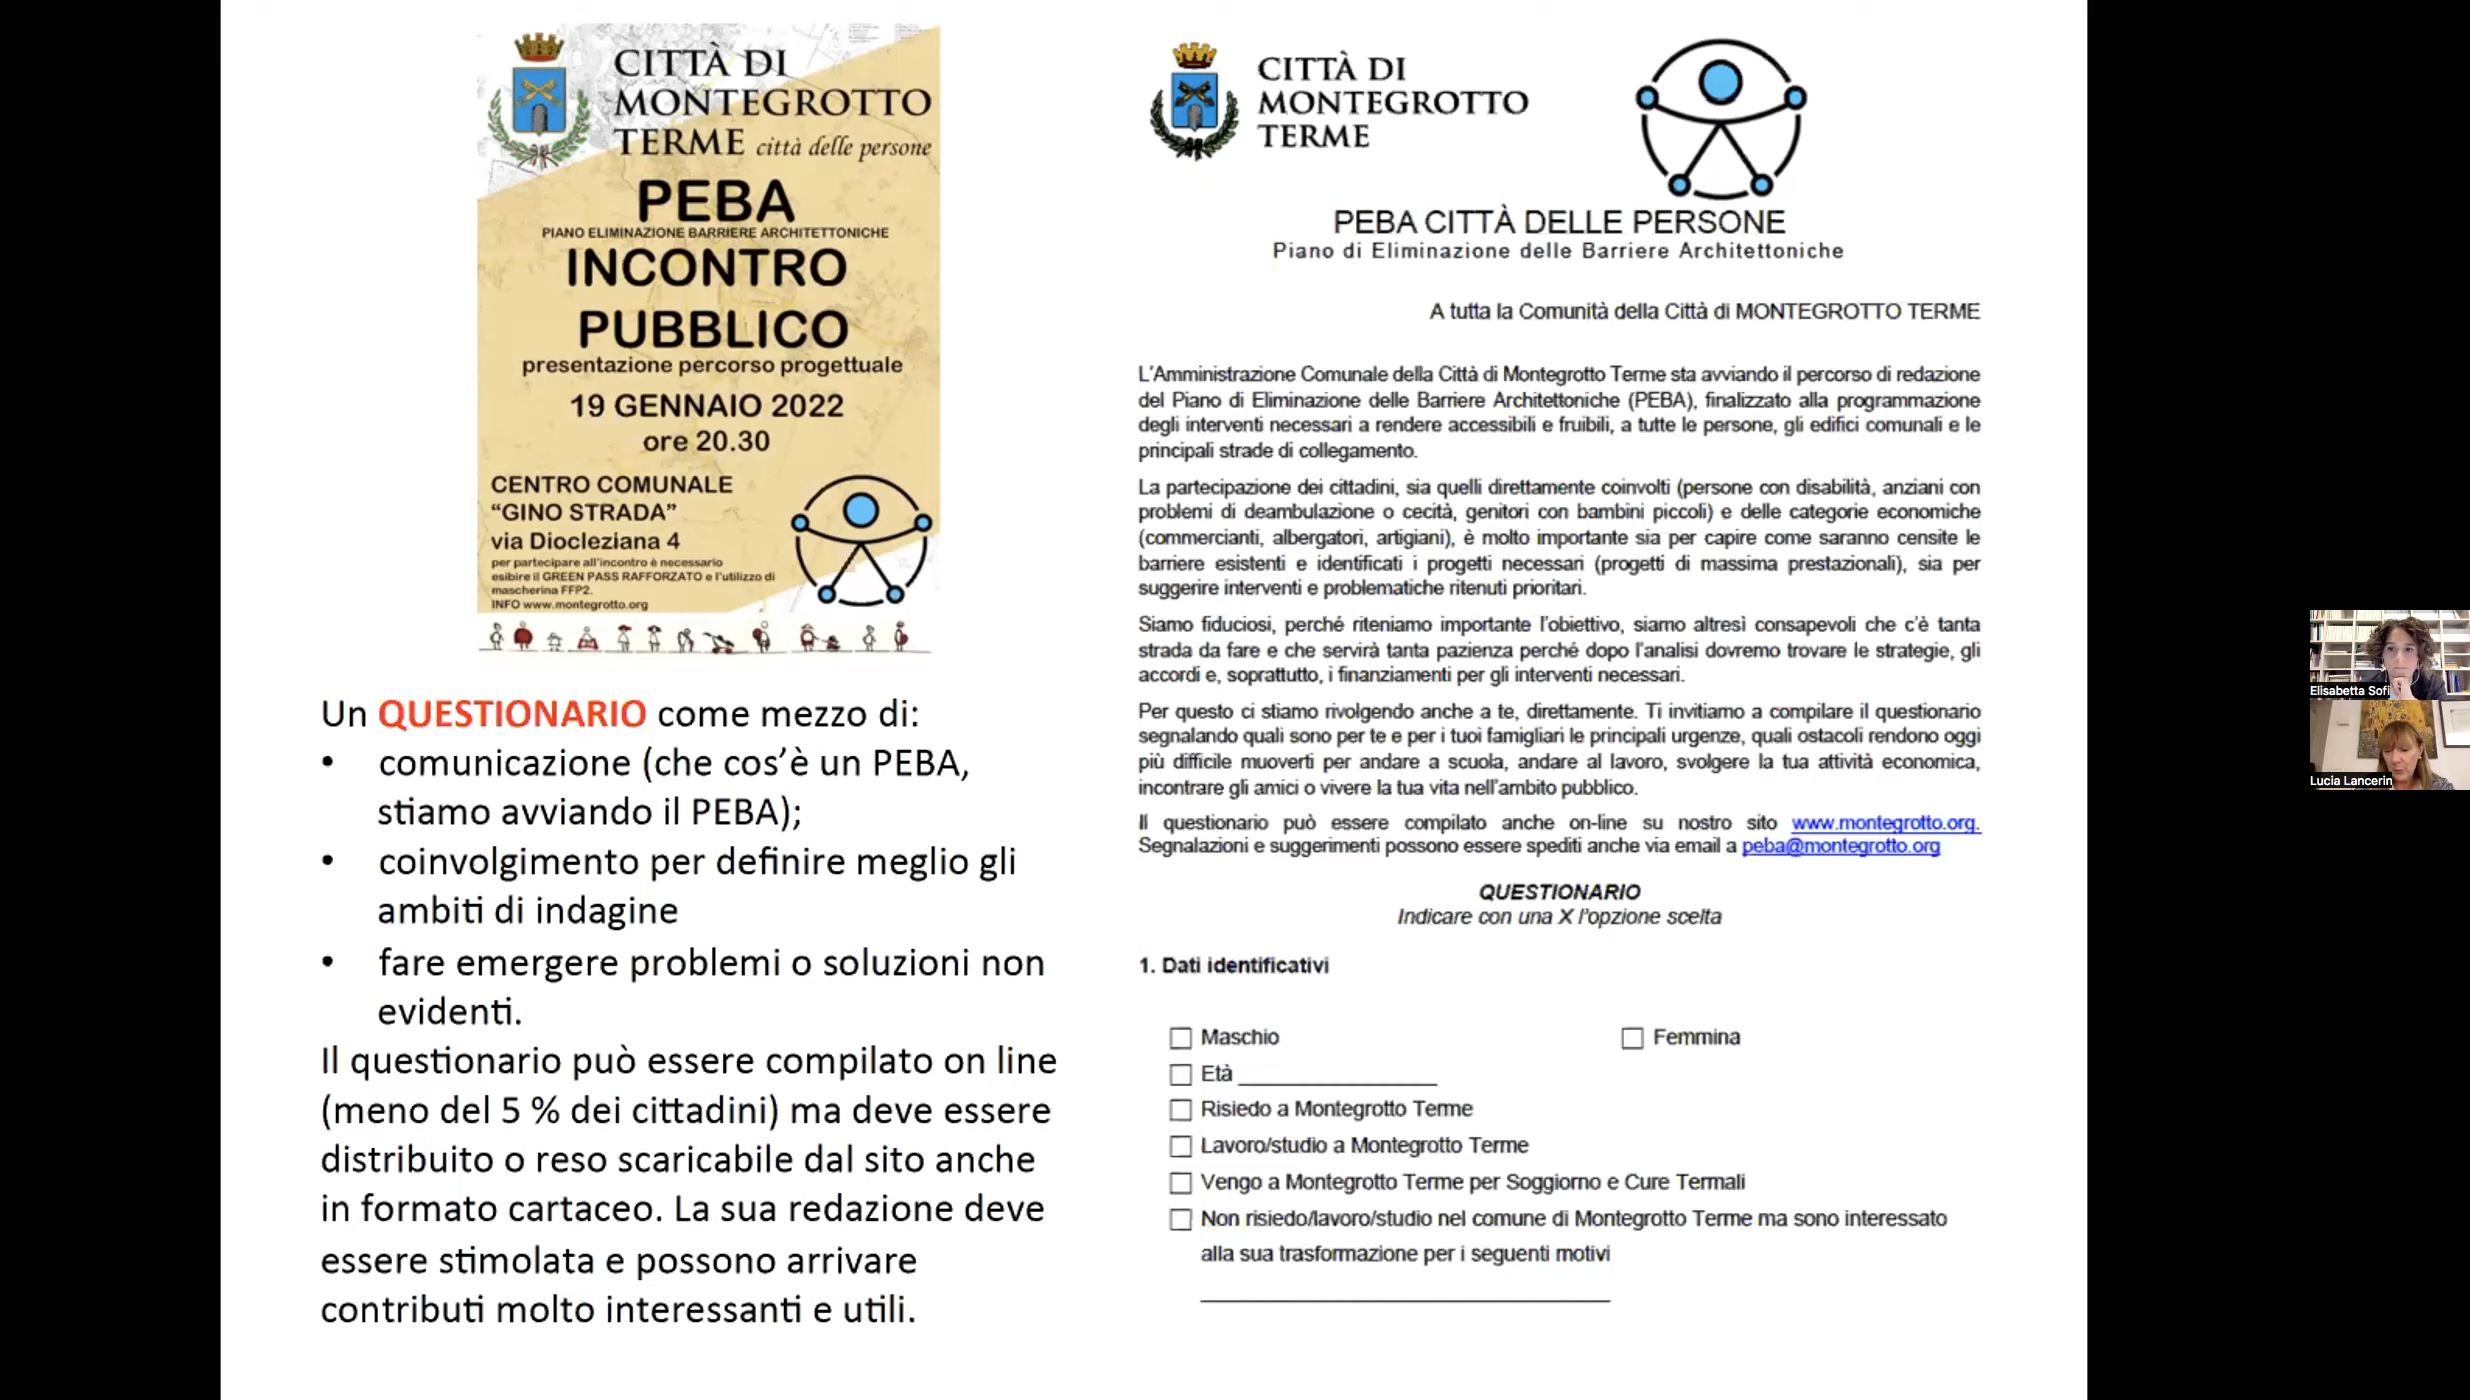 CITTÀ DI
MONTEGROTTO
TERME città delle persone
PEBA
PIANO ELIMINAZIONE BARRIERE ARCHITETTONICHE
INCONTRO
PUBBLICO
presentazione percorso progettuale
19 GENNAIO 2022
ore 20.30
CENTRO COMUNALE
“GINO STRADA”
via Diocleziana 4
per partecipare all'incontro è necessario
esibire il GREEN PASS RAFFORZATO e l'utilizzo di
mascherina FFP2.
INFO www.montegrotto.org
Un QUESTIONARIO come mezzo di:
• comunicazione (che cos’è un PEBA,
stiamo avviando il PEBA);
• coinvolgimento per definire meglio gli
ambiti di indagine
• fare emergere problemi o soluzioni non
evidenti.
Il questionario può essere compilato on line
(meno del 5 % dei cittadini) ma deve essere
distribuito o reso scaricabile dal sito anche
in formato cartaceo. La sua redazione deve
essere stimolata e possono arrivare
contributi molto interessanti e utili.
CITTÀ DI
MONTEGROTTO
TERME
PEBA CITTÀ DELLE PERSONE
Piano di Eliminazione delle Barriere Architettoniche
A tutta la Comunità della Città di MONTEGROTTO TERME
L'Amministrazione Comunale della Città di Montegrotto Terme sta avviando il percorso di redazione
del Piano di Eliminazione delle Barriere Architettoniche (PEBA), finalizzato alla programmazione
degli interventi necessari a rendere accessibili e fruibili, a tutte le persone, gli edifici comunali e le
principali strade di collegamento.
La partecipazione dei cittadini, sia quelli direttamente coinvolti (persone con disabilità, anziani con
problemi di deambulazione o cecità, genitori con bambini piccoli) e delle categorie economiche
(commercianti, albergatori, artigiani), è molto importante sia per capire come saranno censite le
barriere esistenti e identificati i progetti necessari (progetti di massima prestazionali), sia per
suggerire interventi e problematiche ritenuti prioritari.
Siamo fiduciosi, perché riteniamo importante l'obiettivo, siamo altresì consapevoli che c'è tanta
strada da fare e che servirà tanta pazienza perché dopo l'analisi dovremo trovare le strategie, gli
accordi e, soprattutto, i finanziamenti per gli interventi necessari.
Per questo ci stiamo rivolgendo anche a te, direttamente. Ti invitiamo a compilare il questionario
segnalando quali sono per te e per i tuoi famigliari le principali urgenze, quali ostacoli rendono oggi
più difficile muoverti per andare a scuola, andare al lavoro, svolgere la tua attività economica,
incontrare gli amici o vivere la tua vita nell'ambito pubblico.
Il questionario può essere compilato anche on-line su nostro sito www.montegrotto.org.
Segnalazioni e suggerimenti possono essere spediti anche via email a peba@montegrotto.org
QUESTIONARIO
Indicare con una X l'opzione scelta
1. Dati identificativi
Maschio
Femmina
Età
Risiedo a Montegrotto Terme
Lavoro/studio a Montegrotto Terme
Vengo a Montegrotto Terme per Soggiorno e Cure Termali
Non risiedo/lavoro/studio nel comune di Montegrotto Terme ma sono interessato
alla sua trasformazione per i seguenti motivi
Elisabetta Sofi
Lucia Lancerin